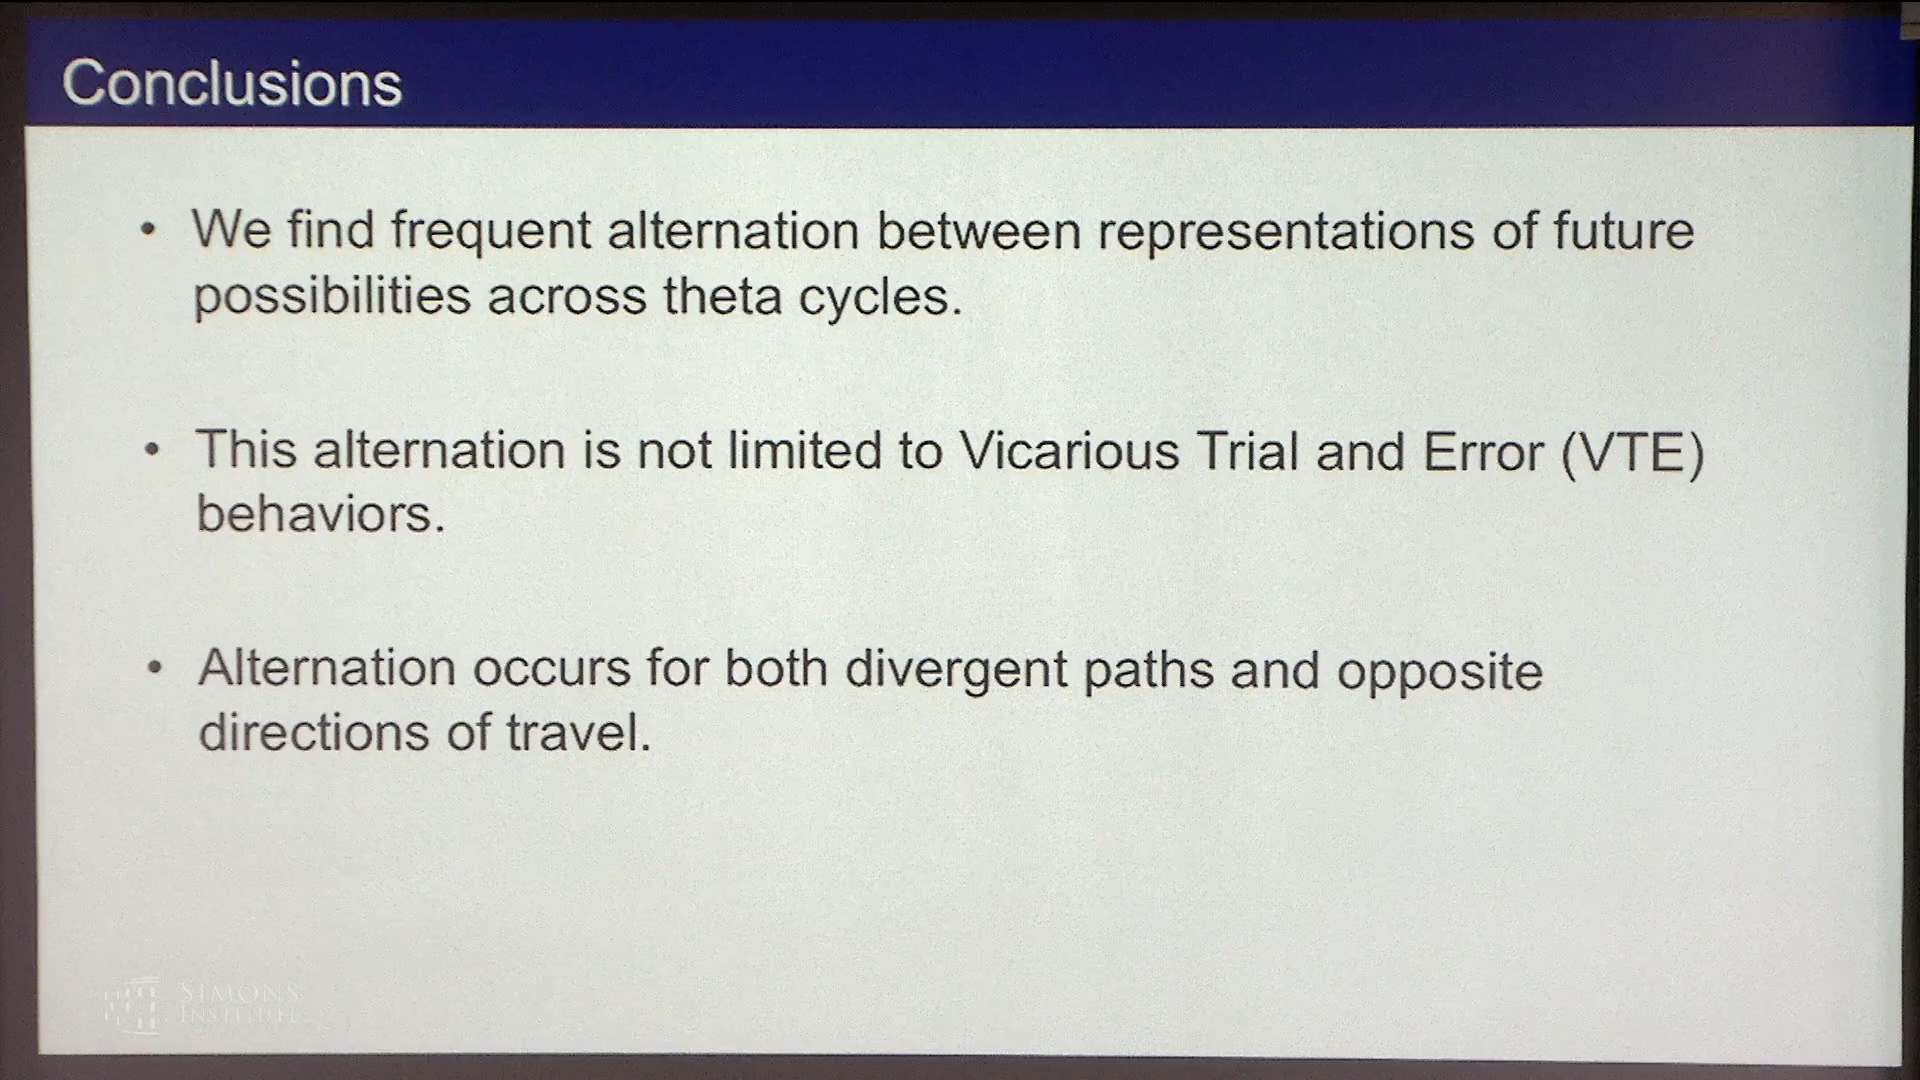 Conclusions
• We find frequent alternation between representations of future
possibilities across theta cycles.
• This alternation is not limited to Vicarious Trial and Error (VTE)
behaviors.
• Alternation occurs for both divergent paths and opposite
directions of travel.
SIMONS
INSTITUTE